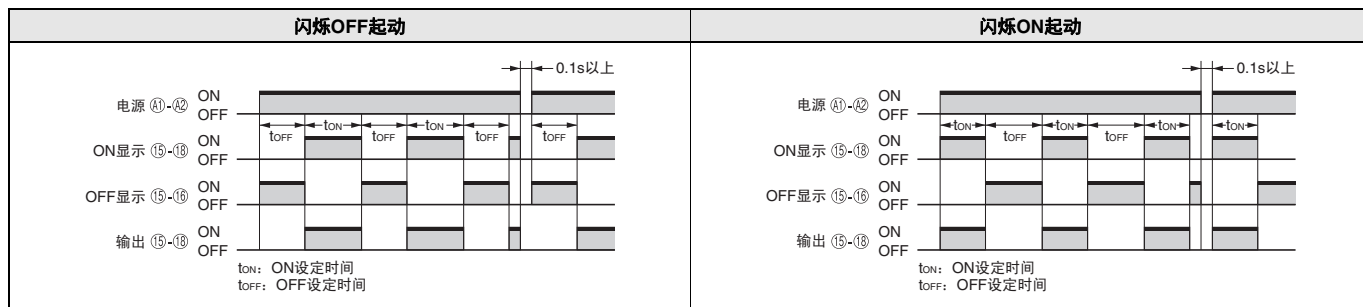 闪烁OFF起动
0.1s以上
电源 Ⓐ1-Ⓐ2 ON
OFF
tOFF tON tOFF tON tOFF tOFF
ON显示 ⑮-⑱ ON
OFF
OFF显示 ⑮-⑯ ON
OFF
输出 ⑮-⑱ ON
OFF
tON：ON设定时间
tOFF：OFF设定时间
闪烁ON起动
0.1s以上
电源 Ⓐ1-Ⓐ2 ON
OFF
tON tOFF tON tOFF tON tON
ON显示 ⑮-⑱ ON
OFF
OFF显示 ⑮-⑯ ON
OFF
输出 ⑮-⑱ ON
OFF
tON：ON设定时间
tOFF：OFF设定时间